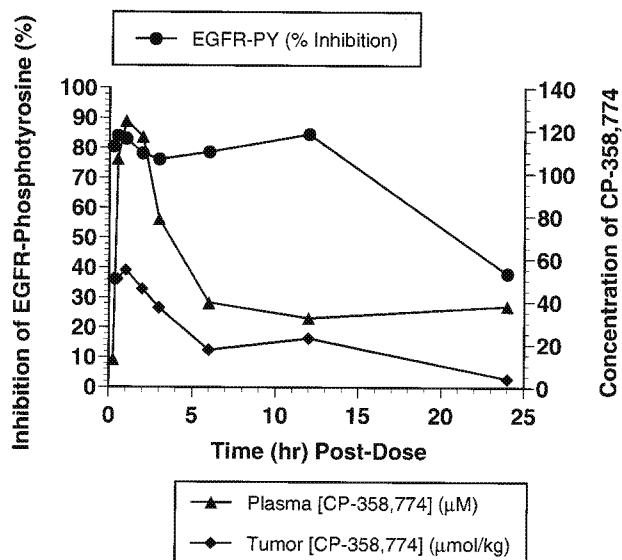 EGFR-PY (% Inhibition)
Inhibition of EGFR-Phosphotyrosine (%)
100
90
80
70
60
50
40
30
20
10
0
140
120
100
80
60
40
20
0
Concentration of CP-358,774
0 5 10 15 20 25
Time (hr) Post-Dose
Plasma [CP-358,774] (μM)
Tumor [CP-358,774] (μmol/kg)